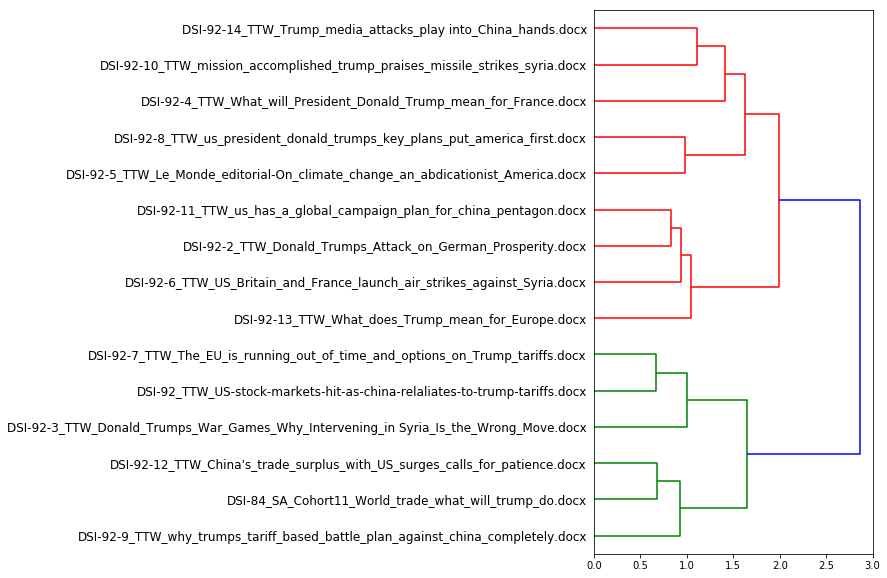 DSI-92-14_TTW_Trump_media_attacks_play into_China_hands.docx
DSI-92-10_TTW_mission_accomplished_trump_praises_missile_strikes_syria.docx
DSI-92-4_TTW_What_will_President_Donald_Trump_mean_for_France.docx
DSI-92-8_TTW_us_president_donald_trumps_key_plans_put_america_first.docx
DSI-92-5_TTW_Le_Monde_editorial-On_climate_change_an_abdicationist_America.docx
DSI-92-11_TTW_us_has_a_global_campaign_plan_for_china_pentagon.docx
DSI-92-2_TTW_Donald_Trumps_Attack_on_German_Prosperity.docx
DSI-92-6_TTW_US_Britain_and_France_launch_air_strikes_against_Syria.docx
DSI-92-13_TTW_What_does_Trump_mean_for_Europe.docx
DSI-92-7_TTW_The_EU_is_running_out_of_time_and_options_on_Trump_tariffs.docx
DSI-92_TTW_US-stock-markets-hit-as-china-relaliates-to-trump-tariffs.docx
DSI-92-3_TTW_Donald_Trumps_War_Games_Why_Intervening_in Syria_Is_the_Wrong_Move.docx
DSI-92-12_TTW_China's_trade_surplus_with_US_surges_calls_for_patience.docx
DSI-84_SA_Cohort11_World_trade_what_will_trump_do.docx
DSI-92-9_TTW_why_trumps_tariff_based_battle_plan_against_china_completely.docx
0.0 0.5 1.0 1.5 2.0 2.5 3.0